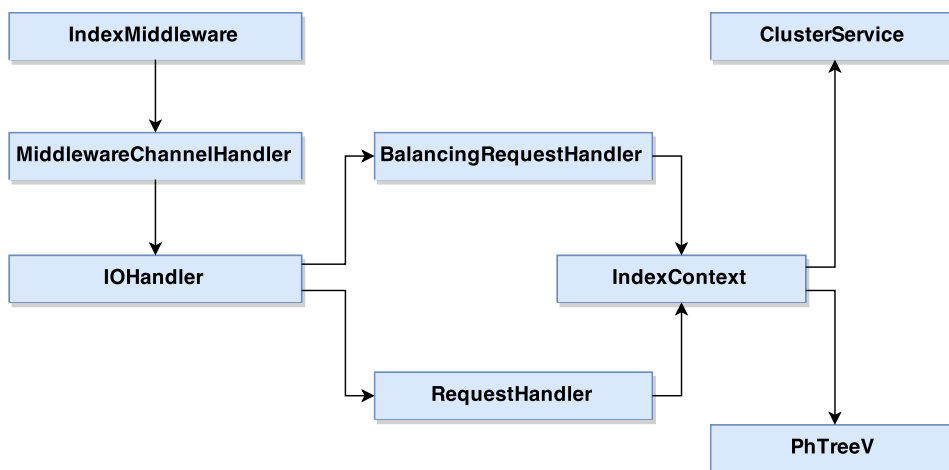 IndexMiddleware
ClusterService
MiddlewareChannelHandler
BalancingRequestHandler
IOHandler
IndexContext
RequestHandler
PhTreeV